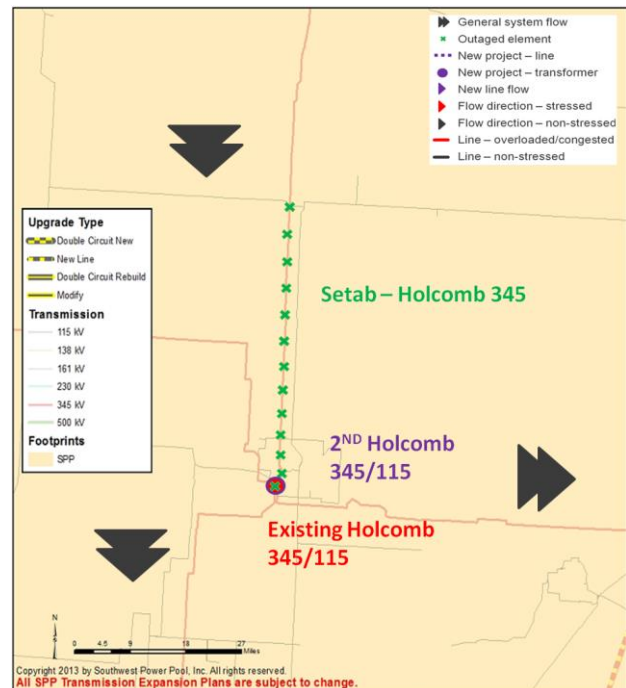 General system flow
Outaged element
New project – line
New project – transformer
New line flow
Flow direction – stressed
Flow direction – non-stressed
Line – overloaded/congested
Line – non-stressed
Upgrade Type
Double Circuit New
New Line
Double Circuit Rebuild
Modify
Transmission
115 kV
138 kV
161 kV
230 kV
345 kV
500 kV
Footprints
SPP
Setab – Holcomb 345
2ND Holcomb
345/115
Existing Holcomb
345/115
N
S
0 4.5 9 18 27
Miles
Copyright 2013 by Southwest Power Pool, Inc. All rights reserved.
All SPP Transmission Expansion Plans are subject to change.